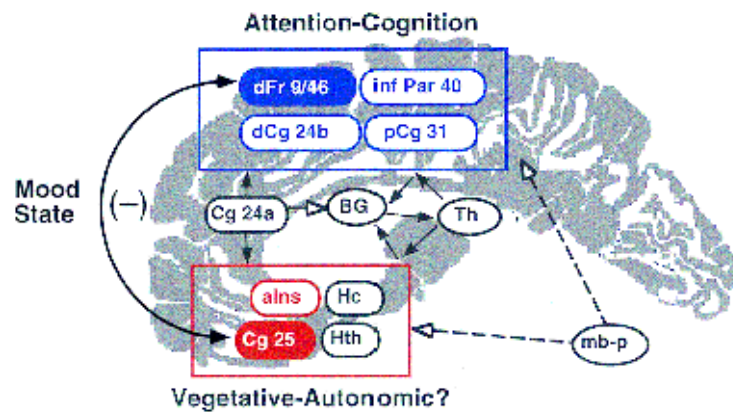 Attention-Cognition
dFr 9/46
inf Par 40
dCg 24b
pCg 31
Mood
State
(−)
Cg 24a
BG
Th
aIns
Hc
Cg 25
Hth
mb-p
Vegetative-Autonomic?